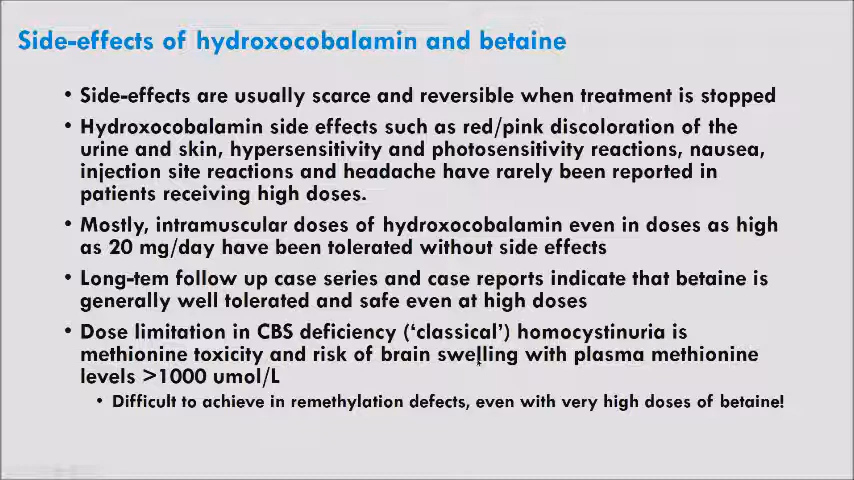 Side-effects of hydroxocobalamin and betaine
• Side-effects are usually scarce and reversible when treatment is stopped
• Hydroxocobalamin side effects such as red/pink discoloration of the
urine and skin, hypersensitivity and photosensitivity reactions, nausea,
injection site reactions and headache have rarely been reported in
patients receiving high doses.
• Mostly, intramuscular doses of hydroxocobalamin even in doses as high
as 20 mg/day have been tolerated without side effects
• Long-tem follow up case series and case reports indicate that betaine is
generally well tolerated and safe even at high doses
• Dose limitation in CBS deficiency (‘classical’) homocystinuria is
methionine toxicity and risk of brain swelling with plasma methionine
levels >1000 umol/L
• Difficult to achieve in remethylation defects, even with very high doses of betaine!